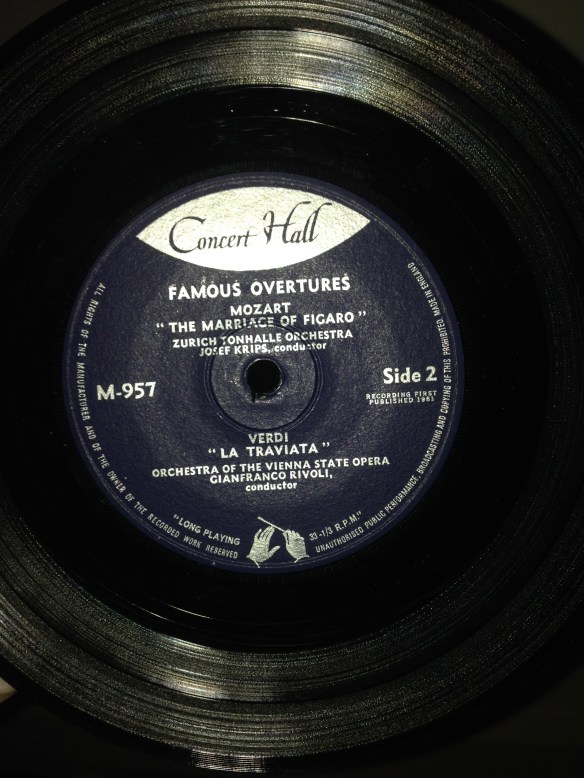 Concert Hall
FAMOUS OVERTURES
MOZART
"THE MARRIAGE OF FIGARO"
ZURICH TONHALLE ORCHESTRA
JOSEF KRIPS, conductor
M-957
Side 2
RECORDING FIRST
PUBLISHED 1961
VERDI
"LA TRAVIATA"
ORCHESTRA OF THE VIENNA STATE OPERA
GIANFRANCO RIVOLI,
conductor
"LONG PLAYING
33-1/3 R.P.M."
ALL RIGHTS OF THE MANUFACTURER AND OF THE OWNER OF THE RECORDED WORK RESERVED
UNAUTHORISED PUBLIC PERFORMANCE, BROADCASTING AND COPYING OF THIS PROHIBITED MADE IN ENGLAND